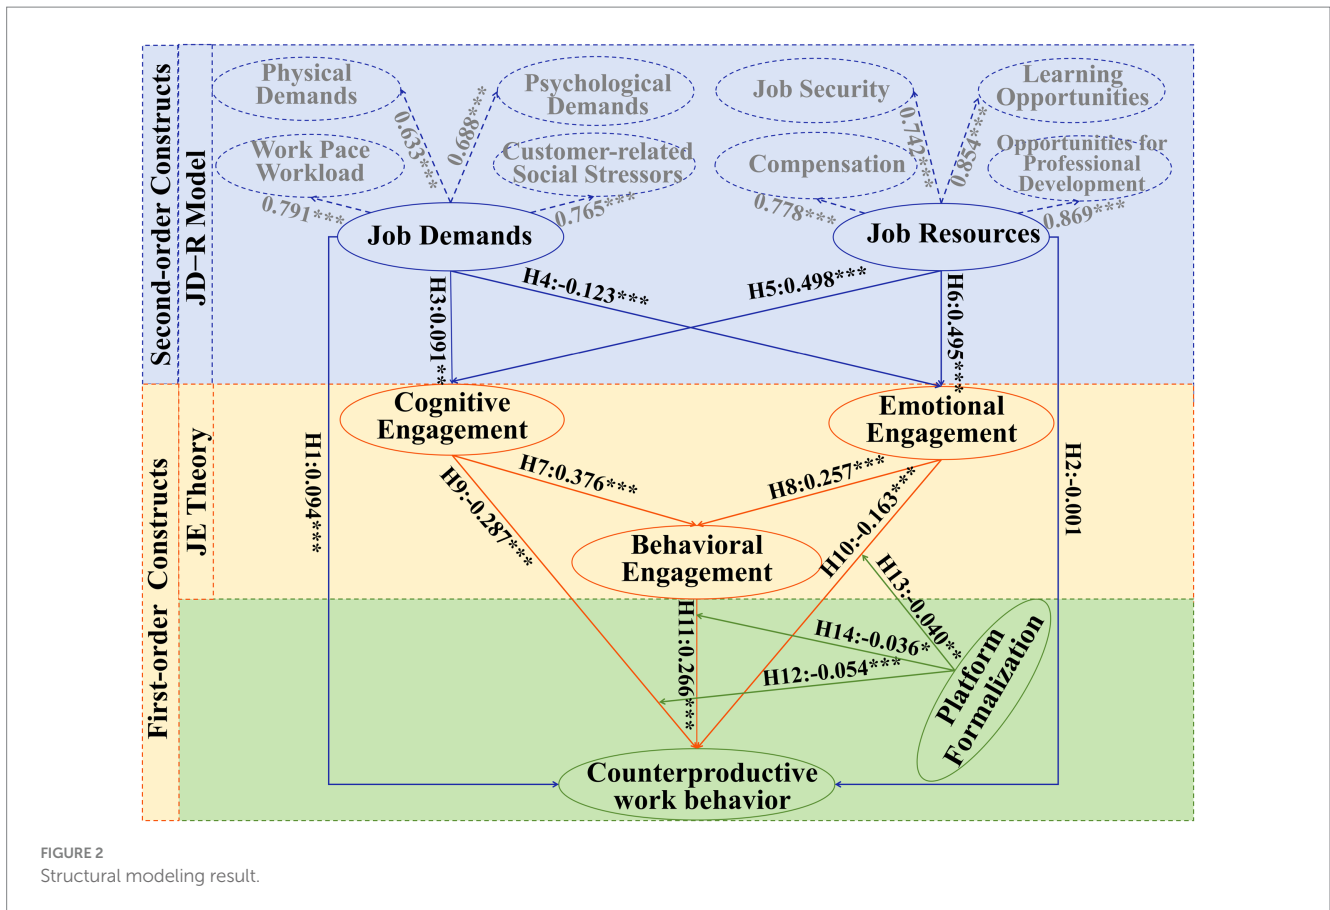 Second-order Constructs
JD–R Model
Physical
Demands
Psychological
Demands
Job Security
Learning
Opportunities
0.633***
0.688***
0.742***
0.854***
Work Pace
Workload
Customer-related
Social Stressors
Compensation
Opportunities for
Professional
Development
0.791***
0.765***
0.778***
0.869***
Job Demands
Job Resources
H3:0.091**
H4:-0.123***
H5:0.498***
H6:0.495***
First-order Constructs
JE Theory
Cognitive
Engagement
Emotional
Engagement
H1:0.094***
H9:-0.287***
H7:0.376***
H8:0.257***
H10:-0.163***
H2:-0.001
Behavioral
Engagement
H11:0.266***
H13:-0.040**
H14:-0.036*
H12:-0.054***
Platform
Formalization
Counterproductive
work behavior
FIGURE 2
Structural modeling result.